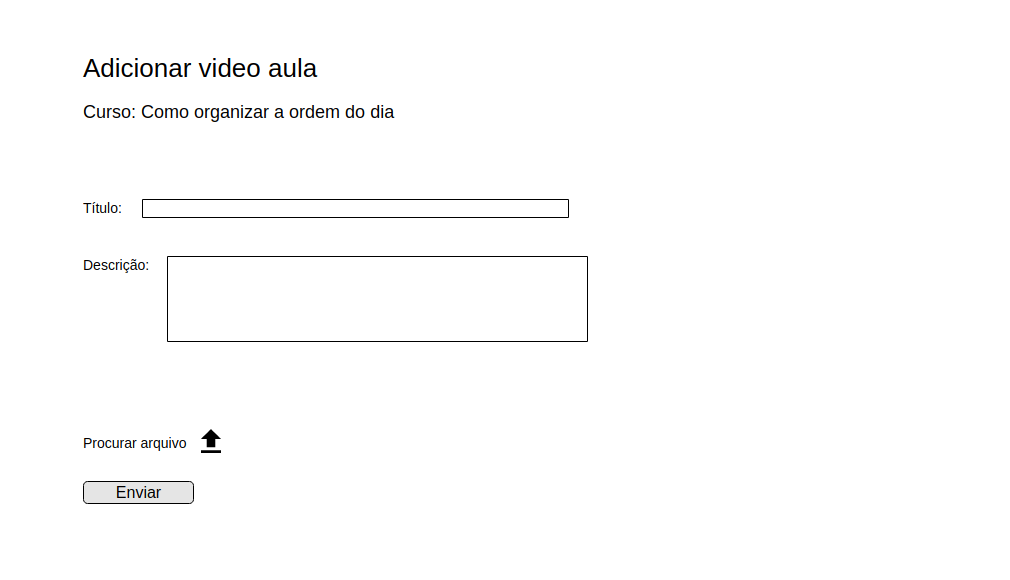 Adicionar video aula
Curso: Como organizar a ordem do dia
Título:
Descrição:
Procurar arquivo
Enviar